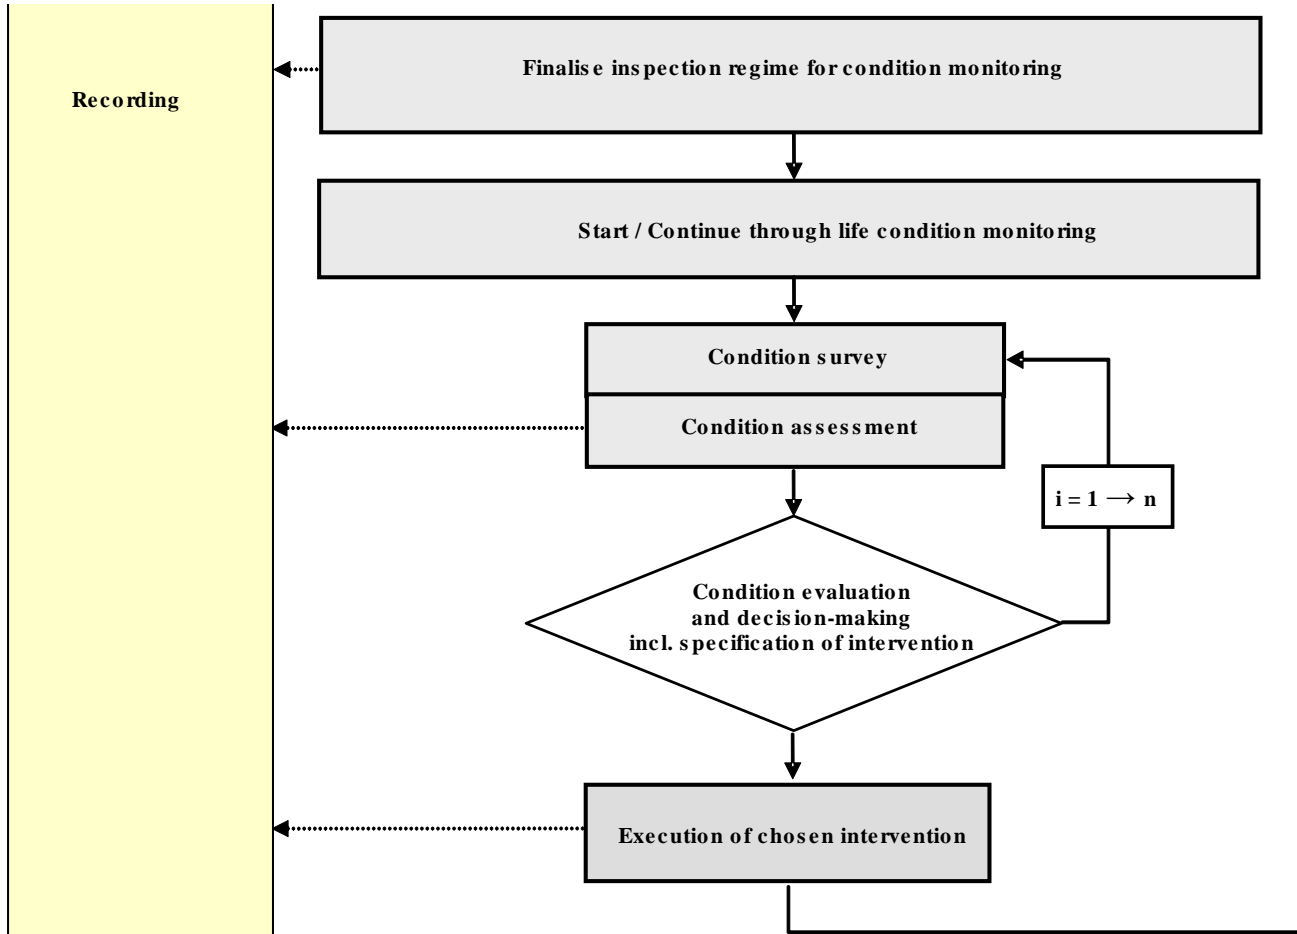 Finalise inspection regime for condition monitoring
Recording
Start / Continue through life condition monitoring
Condition survey
Condition assessment
i = 1 → n
Condition evaluation
and decision-making
incl. specification of intervention
Execution of chosen intervention